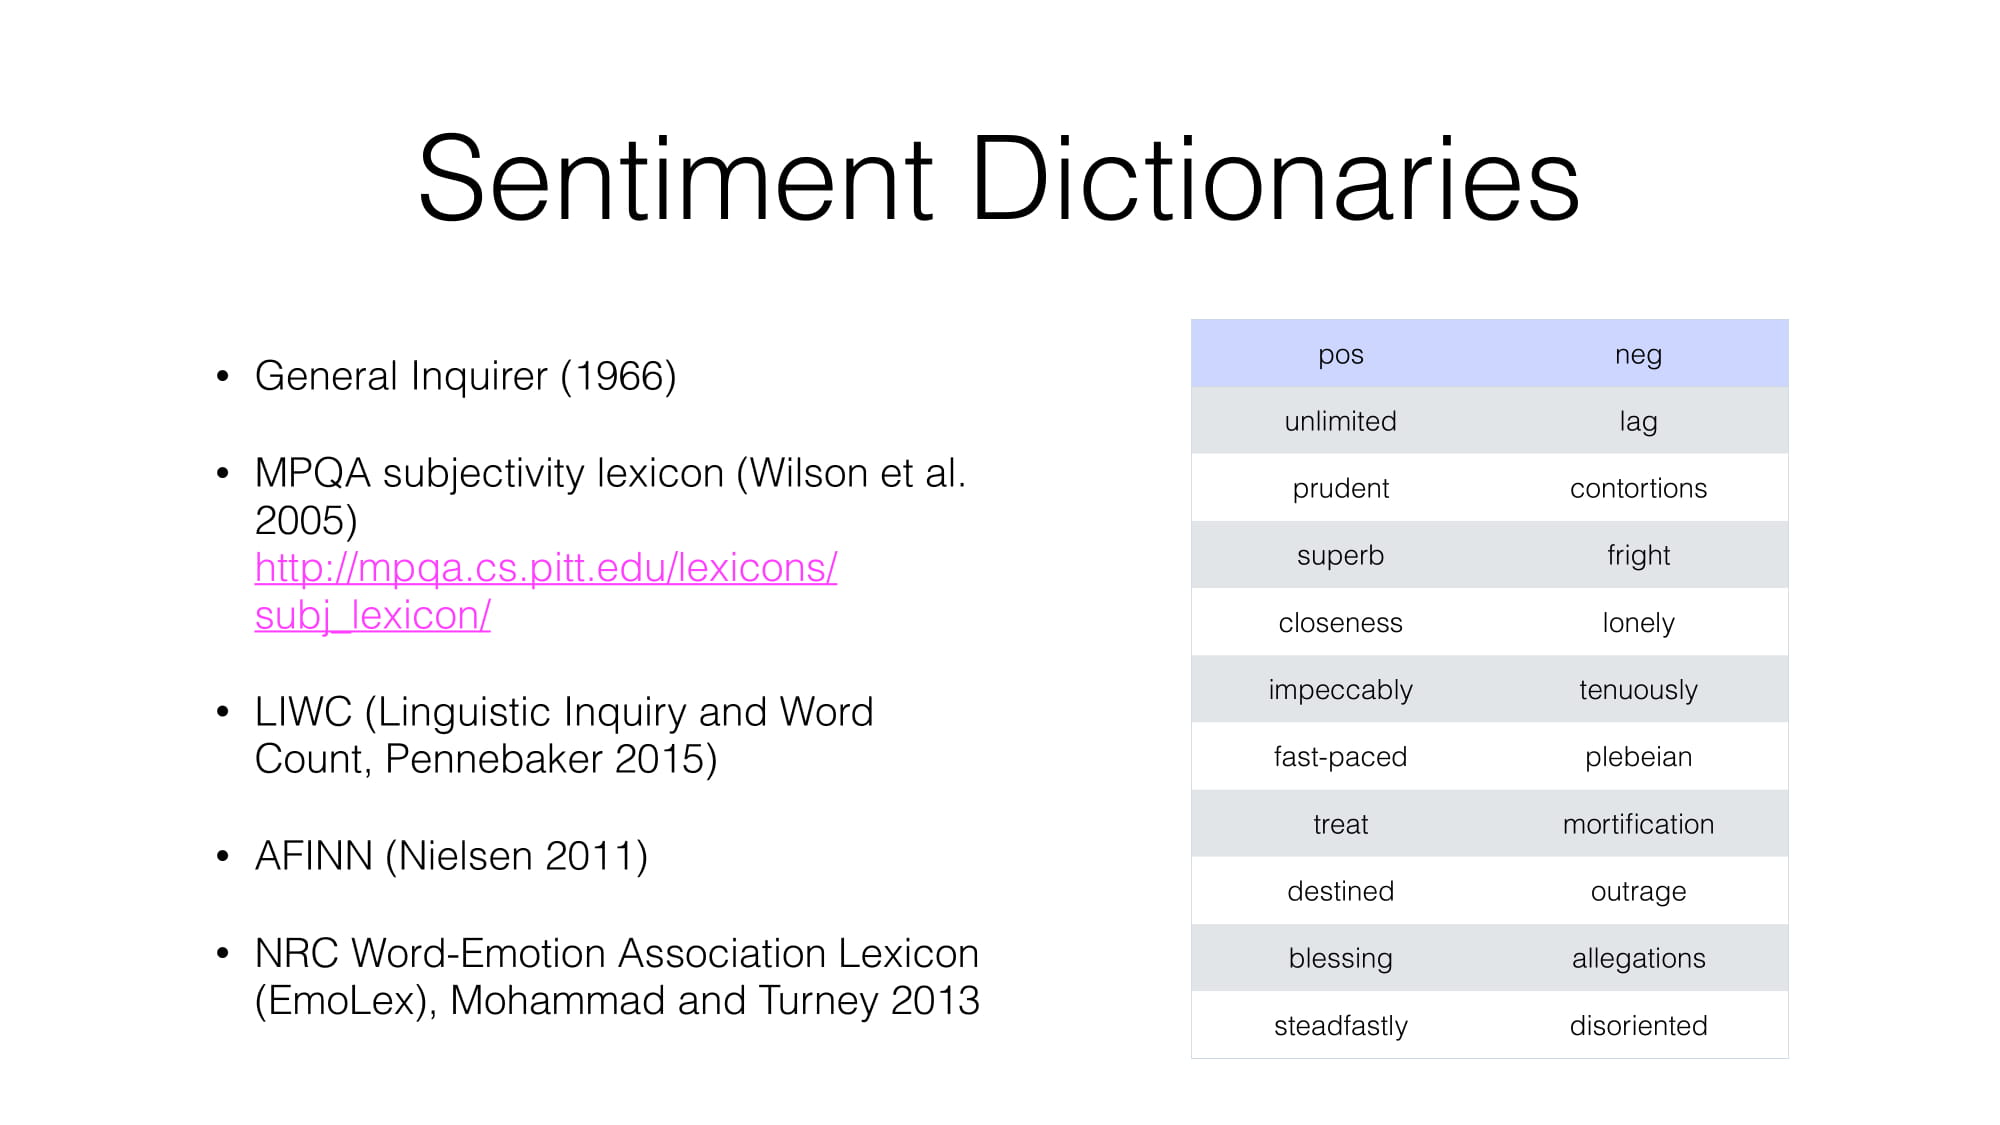 Sentiment Dictionaries
• General Inquirer (1966)
• MPQA subjectivity lexicon (Wilson et al.
2005)
http://mpqa.cs.pitt.edu/lexicons/
subj_lexicon/
• LIWC (Linguistic Inquiry and Word
Count, Pennebaker 2015)
• AFINN (Nielsen 2011)
• NRC Word-Emotion Association Lexicon
(EmoLex), Mohammad and Turney 2013
pos neg
unlimited lag
prudent contortions
superb fright
closeness lonely
impeccably tenuously
fast-paced plebeian
treat mortification
destined outrage
blessing allegations
steadfastly disoriented